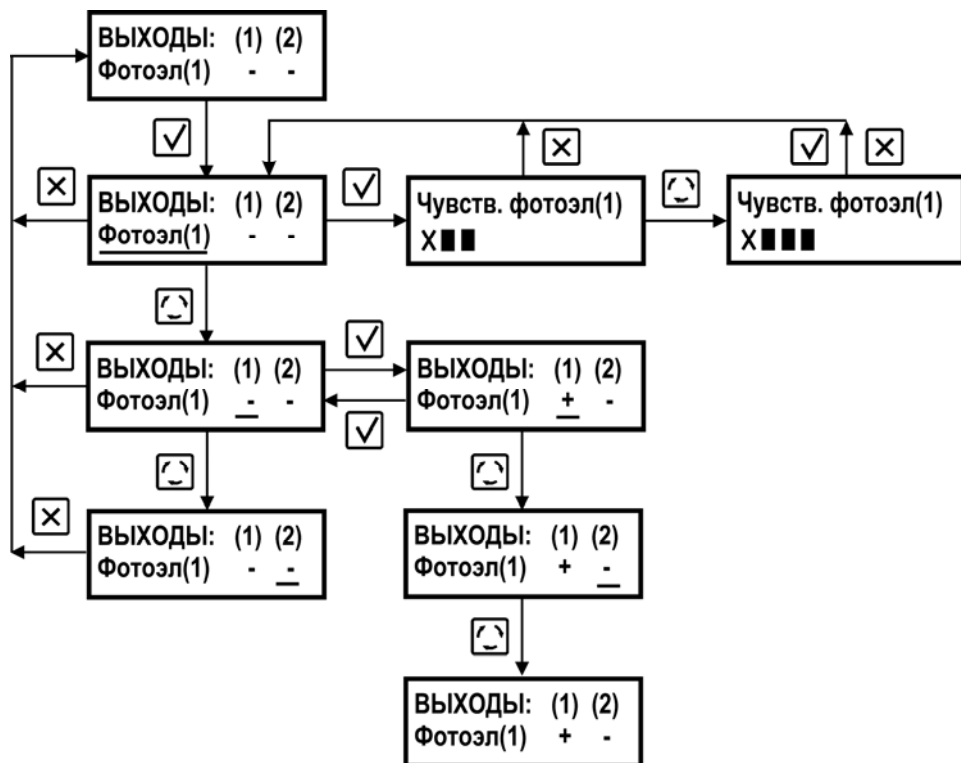 ВЫХОДЫ: (1) (2)
Фотоэл(1) - -
ВЫХОДЫ: (1) (2)
Фотоэл(1) - -
Чувств. фотоэл(1)
X▮▮
Чувств. фотоэл(1)
X▮▮▮
ВЫХОДЫ: (1) (2)
Фотоэл(1) - -
ВЫХОДЫ: (1) (2)
Фотоэл(1) + -
ВЫХОДЫ: (1) (2)
Фотоэл(1) - -
ВЫХОДЫ: (1) (2)
Фотоэл(1) + -
ВЫХОДЫ: (1) (2)
Фотоэл(1) + -